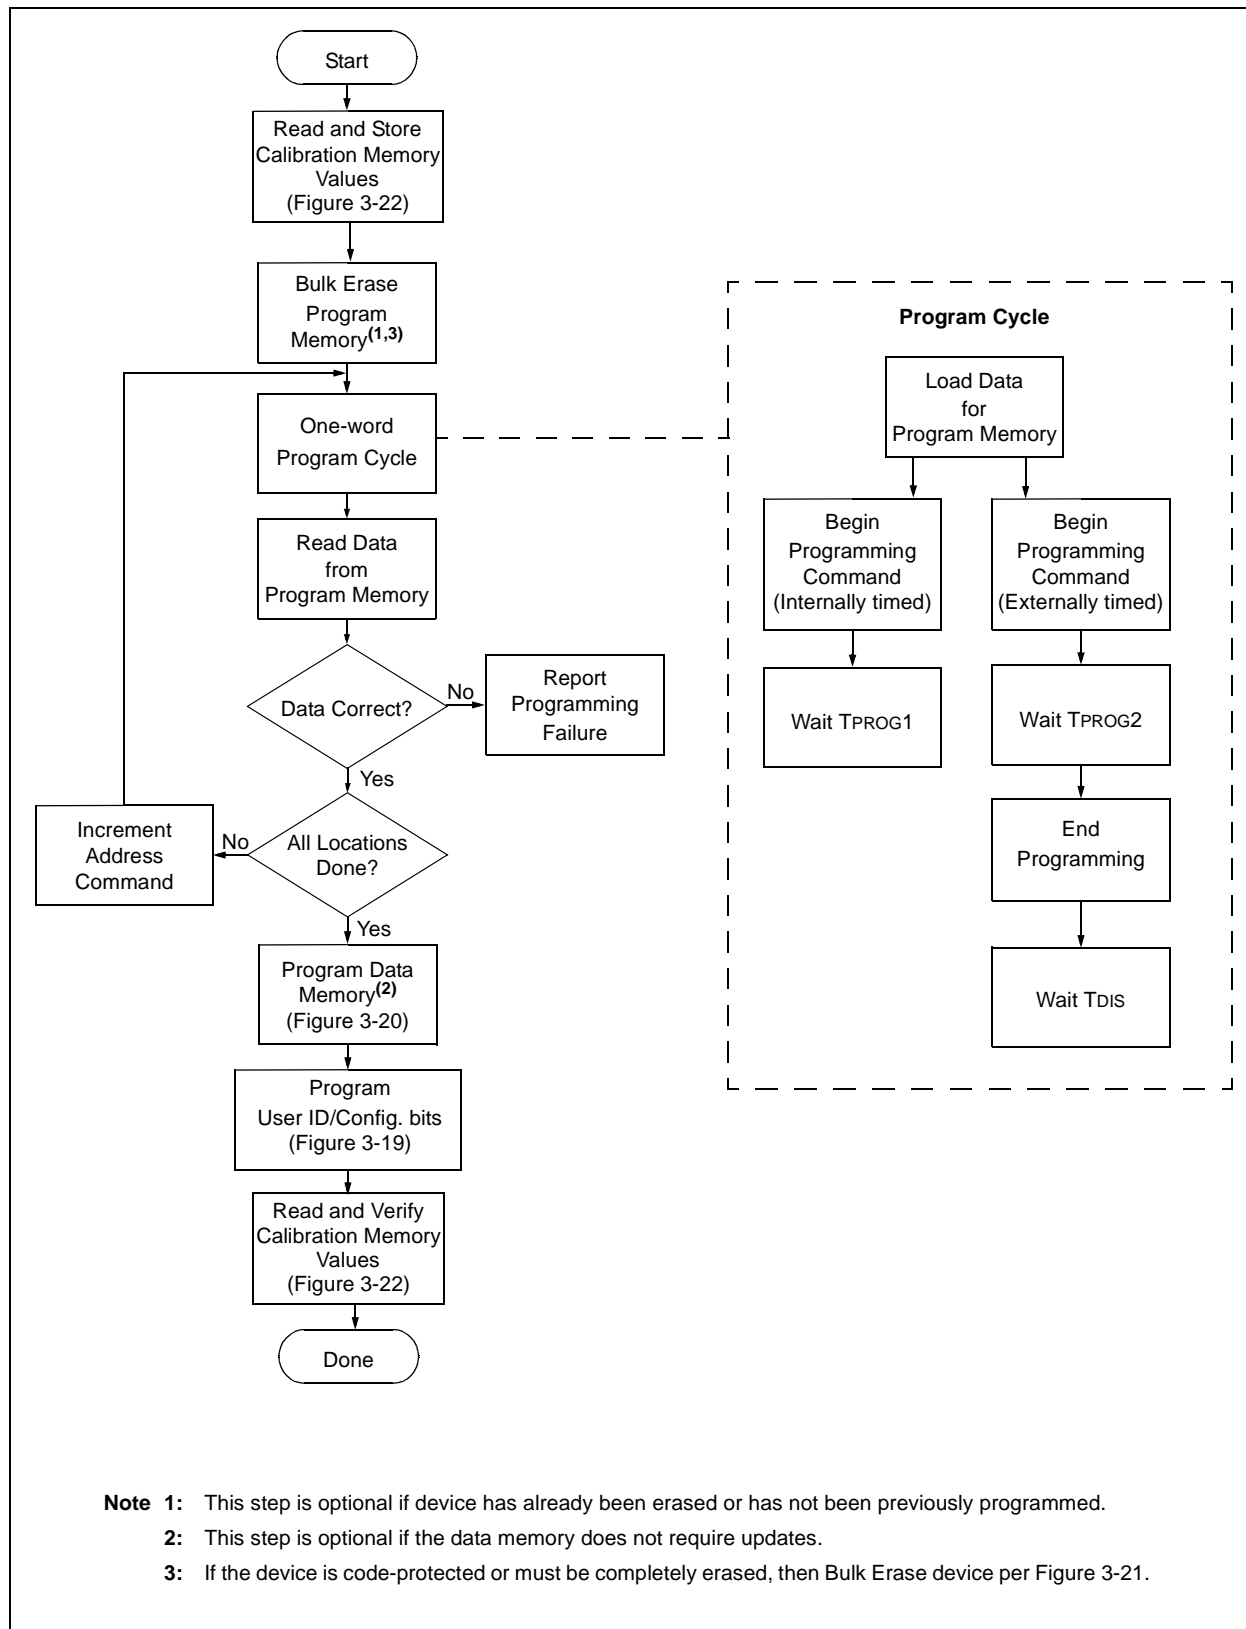 Start
Read and Store
Calibration Memory
Values
(Figure 3-22)
Bulk Erase
Program
Memory(1,3)
One-word
Program Cycle
Read Data
from
Program Memory
Data Correct?
No
Report
Programming
Failure
Yes
All Locations
Done?
No
Increment
Address
Command
Yes
Program Data
Memory(2)
(Figure 3-20)
Program
User ID/Config. bits
(Figure 3-19)
Read and Verify
Calibration Memory
Values
(Figure 3-22)
Done
Program Cycle
Load Data
for
Program Memory
Begin
Programming
Command
(Internally timed)
Wait TPROG1
Begin
Programming
Command
(Externally timed)
Wait TPROG2
End
Programming
Wait TDIS
Note 1: This step is optional if device has already been erased or has not been previously programmed.
2: This step is optional if the data memory does not require updates.
3: If the device is code-protected or must be completely erased, then Bulk Erase device per Figure 3-21.